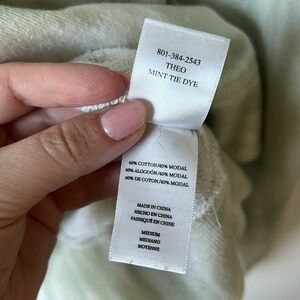 801-384-2543
THEO
MINT TIE DYE
60% COTTON/40% MODAL
60% ALGODÓN/40% MODAL
60% DE COTON/40% MODAL
MADE IN CHINA
HECHO EN CHINA
FABRIQUÉ EN CHINE
MEDIUM
MEDIANO
MOYENNE